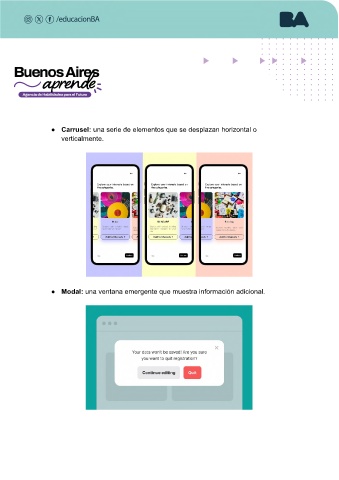 /educacionBA
BA
Buenos Aires
aprende
Agencia de Habilidades para el Futuro
● Carrusel: una serie de elementos que se desplazan horizontal o
verticalmente.
● Modal: una ventana emergente que muestra información adicional.
Your data won't be saved! Are you sure
you want to quit registration?
Continue editing
Quit